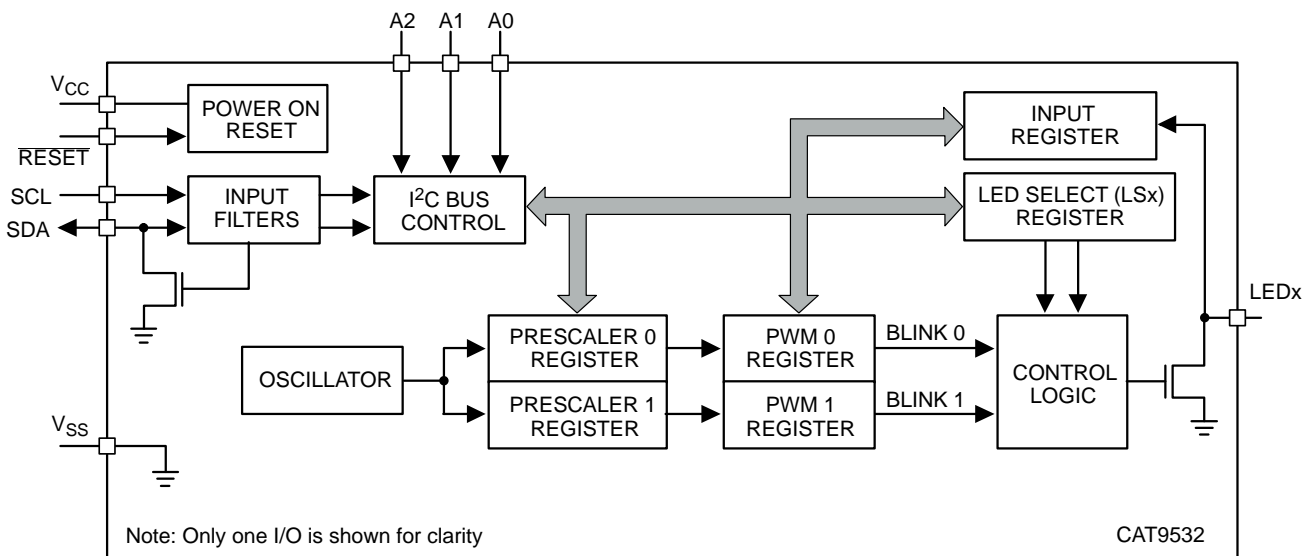 A2 A1 A0
VCC
POWER ON
RESET
RESET
INPUT
REGISTER
SCL
SDA
INPUT
FILTERS
I2C BUS
CONTROL
LED SELECT (LSx)
REGISTER
LEDx
OSCILLATOR
PRESCALER 0
REGISTER
PWM 0
REGISTER
BLINK 0
PRESCALER 1
REGISTER
PWM 1
REGISTER
BLINK 1
CONTROL
LOGIC
VSS
Note: Only one I/O is shown for clarity
CAT9532